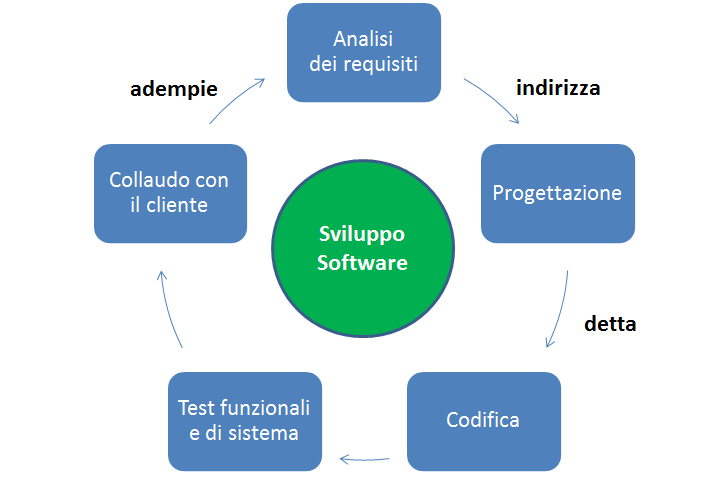 Analisi
dei requisiti
adempie
indirizza
Collaudo con
il cliente
Progettazione
Sviluppo
Software
detta
Test funzionali
e di sistema
Codifica